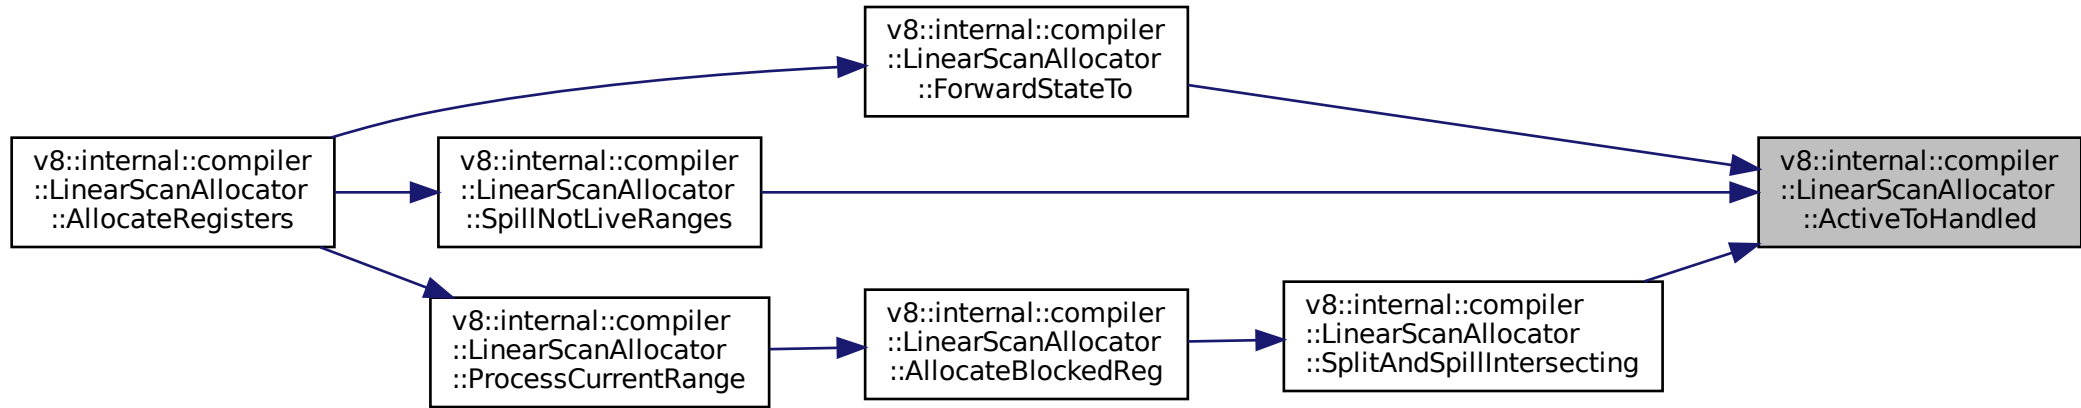 v8::internal::compiler
::LinearScanAllocator
::ForwardStateTo
v8::internal::compiler
::LinearScanAllocator
::AllocateRegisters
v8::internal::compiler
::LinearScanAllocator
::SpillNotLiveRanges
v8::internal::compiler
::LinearScanAllocator
::ActiveToHandled
v8::internal::compiler
::LinearScanAllocator
::ProcessCurrentRange
v8::internal::compiler
::LinearScanAllocator
::AllocateBlockedReg
v8::internal::compiler
::LinearScanAllocator
::SplitAndSpillIntersecting